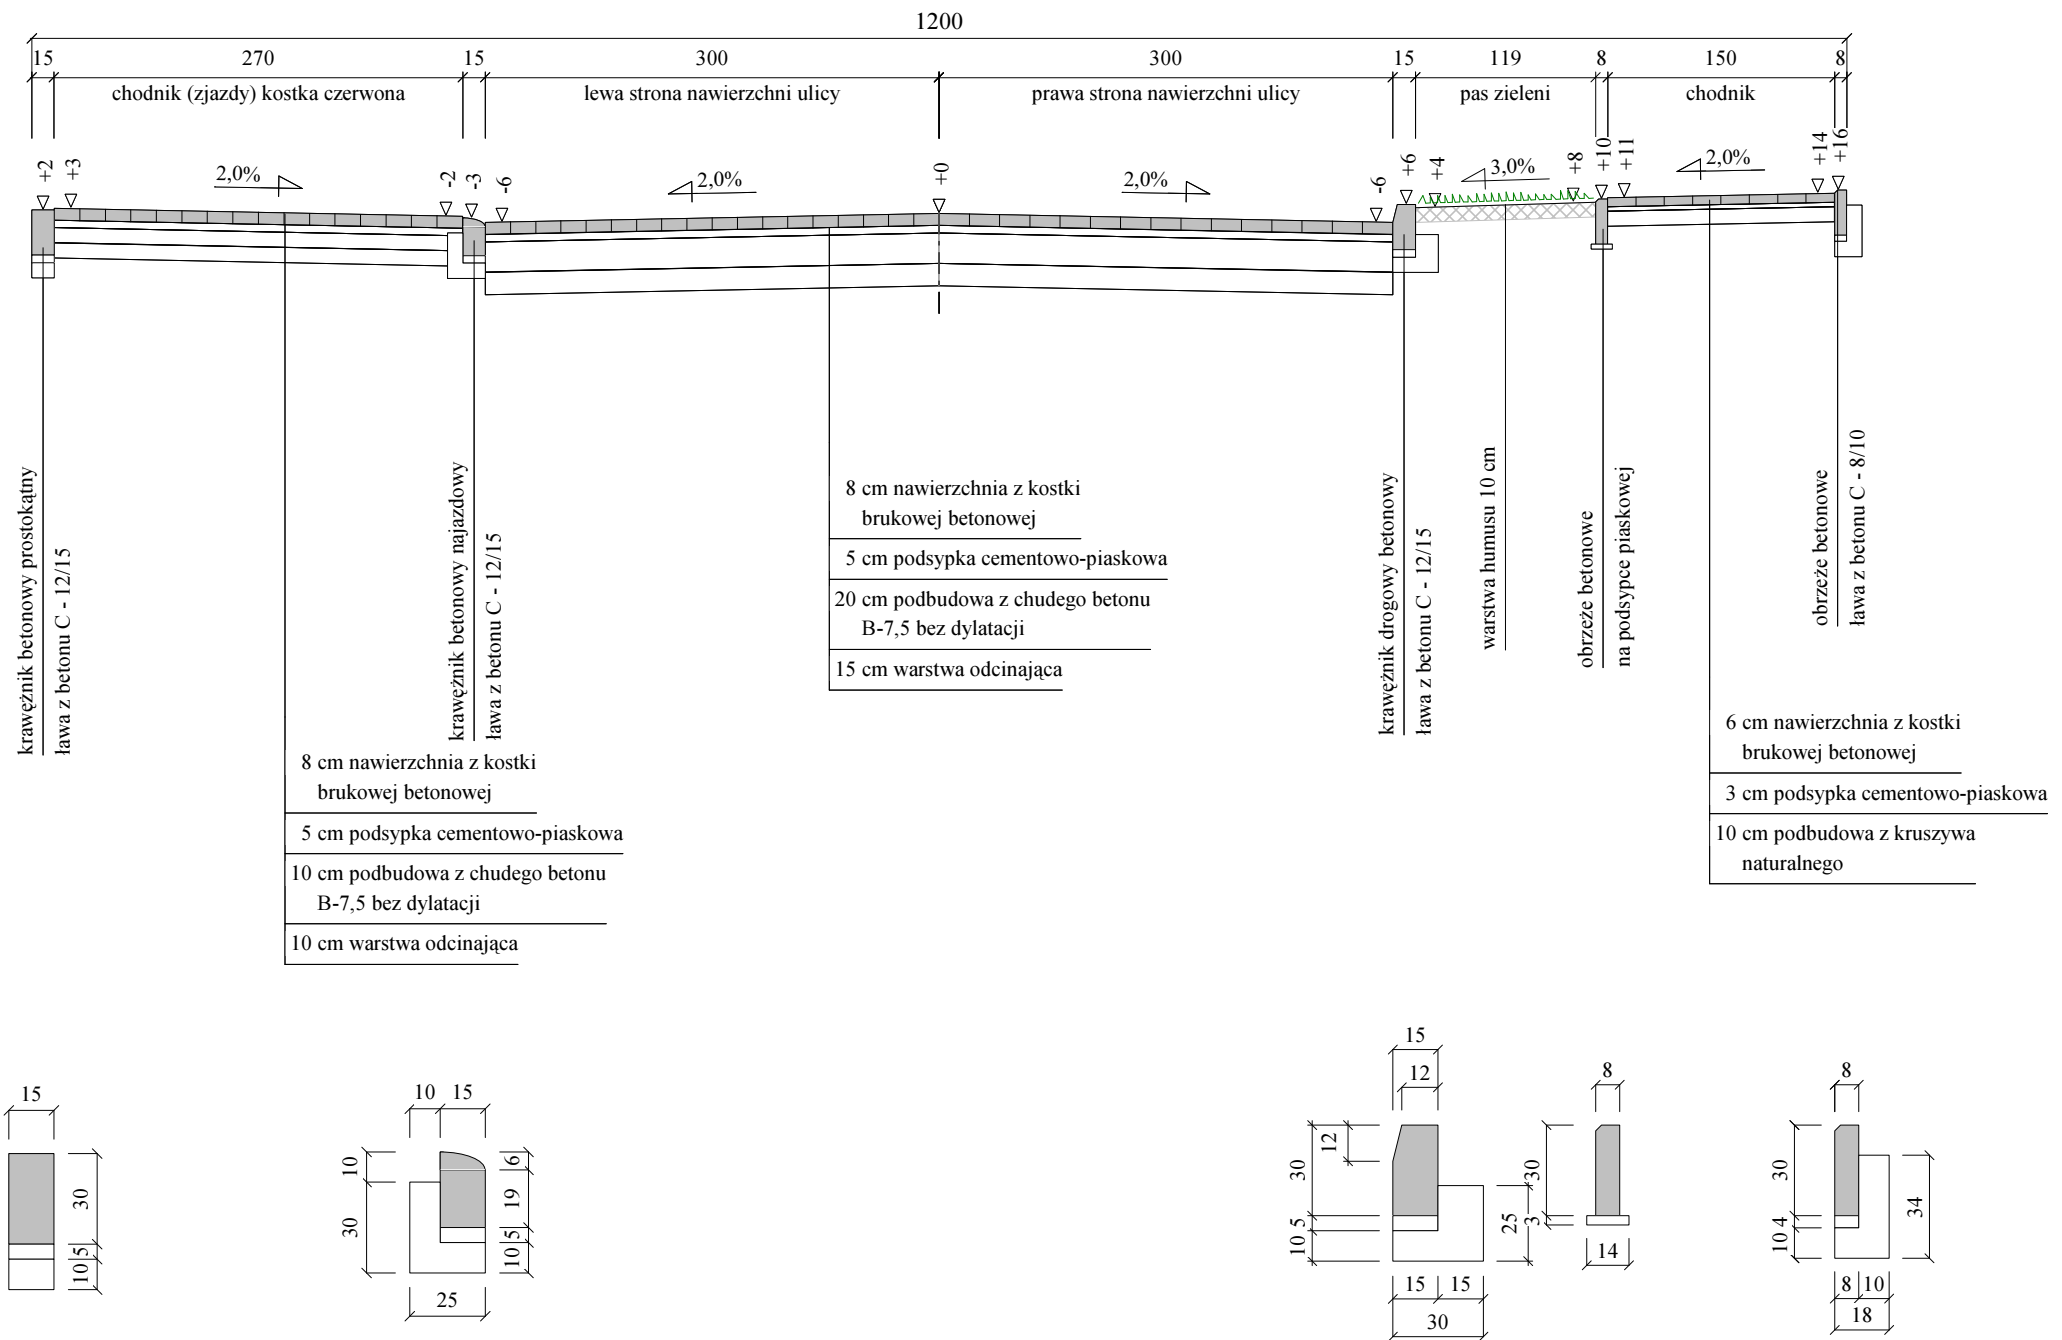 1200
15 270 15 300 300 15 119 8 150 8
chodnik (zjazdy) kostka czerwona
lewa strona nawierzchni ulicy
prawa strona nawierzchni ulicy
pas zieleni
chodnik
+2 +3 -2 -3 -6 +0 -6 +6 +4 +8 +10 +11 +14 +16
2,0% 2,0% 2,0% 3,0% 2,0%
krawężnik betonowy prostokątny
ława z betonu C - 12/15
krawężnik betonowy najazdowy
ława z betonu C - 12/15
8 cm nawierzchnia z kostki
brukowej betonowej
5 cm podsypka cementowo-piaskowa
20 cm podbudowa z chudego betonu
B-7,5 bez dylatacji
15 cm warstwa odcinająca
krawężnik drogowy betonowy
ława z betonu C - 12/15
warstwa humusu 10 cm
obrzeże betonowe
na podsypce piaskowej
obrzeże betonowe
ława z betonu C - 8/10
8 cm nawierzchnia z kostki
brukowej betonowej
5 cm podsypka cementowo-piaskowa
10 cm podbudowa z chudego betonu
B-7,5 bez dylatacji
10 cm warstwa odcinająca
6 cm nawierzchnia z kostki
brukowej betonowej
3 cm podsypka cementowo-piaskowa
10 cm podbudowa z kruszywa
naturalnego
15
30
5
10
10 15
10
30
6
19
5
10
25
15
12
12
30
5
10
25
15 15
30
8
30
3
14
8
30
4
10
34
8 10
18